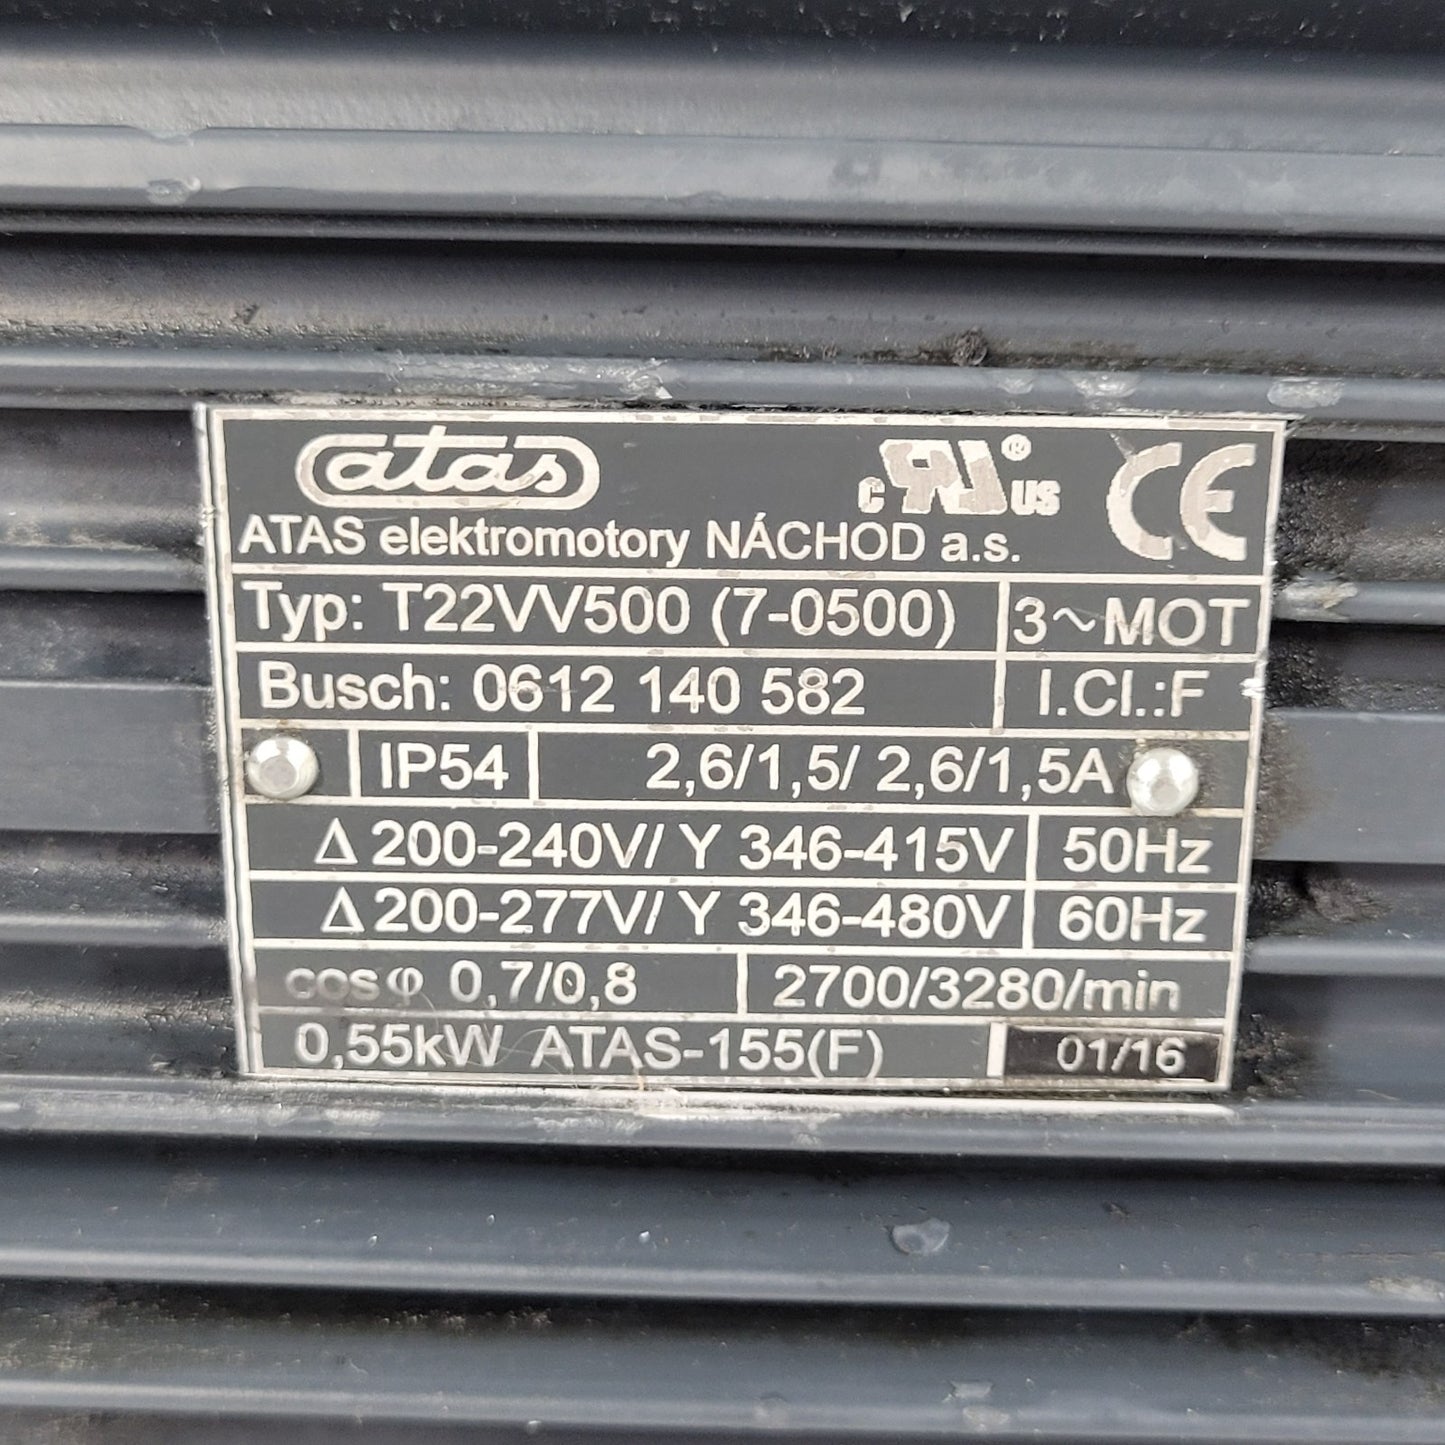 atas
c RU ® US CE
ATAS elektromotory NÁCHOD a.s.
Typ: T22VV500 (7-0500) 3~MOT
Busch: 0612 140 582 I.Cl.:F
IP54 2,6/1,5/ 2,6/1,5A
Δ 200-240V/ Y 346-415V 50Hz
Δ 200-277V/ Y 346-480V 60Hz
cos φ 0,7/0,8 2700/3280/min
0,55kW ATAS-155(F) 01/16